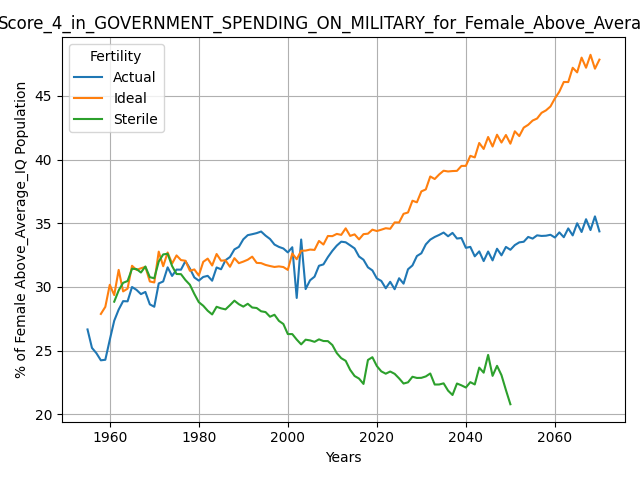 Score_4_in_GOVERNMENT_SPENDING_ON_MILITARY_for_Female_Above_Avera
Fertility
Actual
Ideal
Sterile
% of Female Above_Average_IQ Population
45
40
35
30
25
20
1960 1980 2000 2020 2040 2060
Years